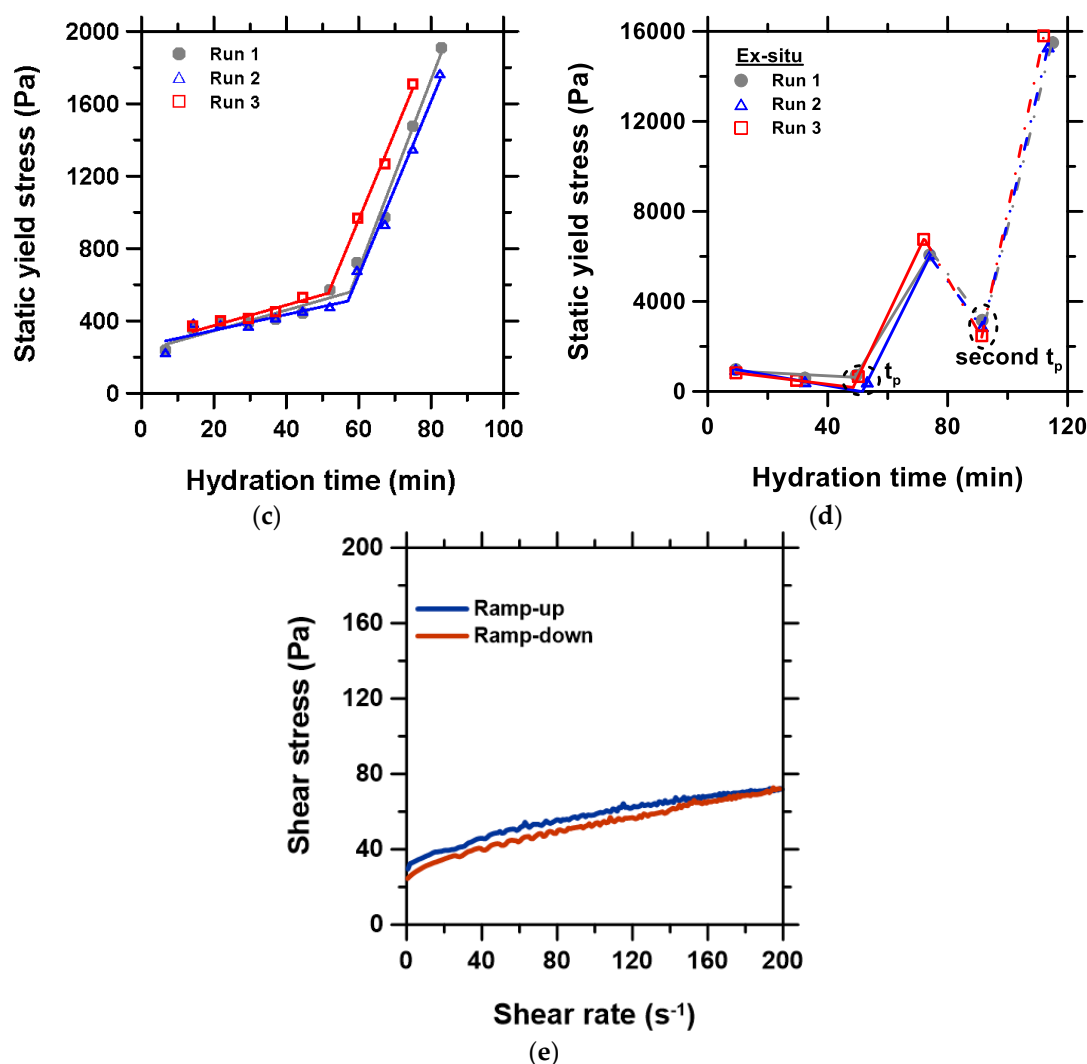 Static yield stress (Pa)
2000
1600
1200
800
400
0
Run 1
Run 2
Run 3
0 20 40 60 80 100
Hydration time (min)
(c)
Static yield stress (Pa)
16000
12000
8000
4000
0
Ex-situ
Run 1
Run 2
Run 3
tp
second tp
0 40 80 120
Hydration time (min)
(d)
Shear stress (Pa)
200
160
120
80
40
0
Ramp-up
Ramp-down
0 40 80 120 160 200
Shear rate (s⁻¹)
(e)